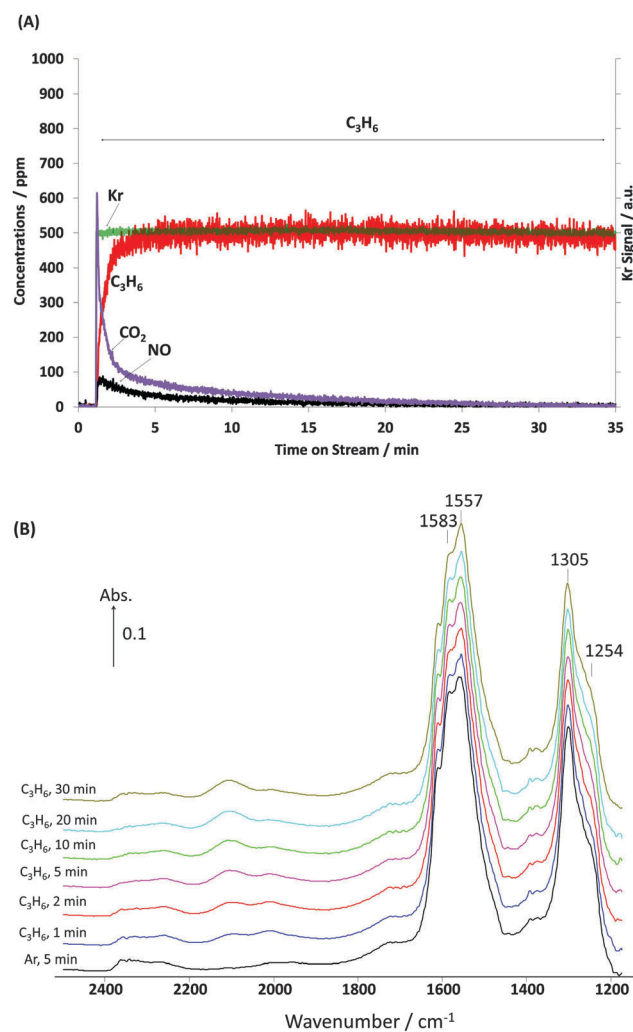 (A)
1000
900
800
700
600
500
400
300
200
100
0
Concentrations / ppm
Kr Signal / a.u.
C₃H₆
Kr
C₃H₆
CO₂
NO
0 5 10 15 20 25 30 35
Time on Stream / min
(B)
1557
1583
1305
1254
Abs.
0.1
C₃H₆, 30 min
C₃H₆, 20 min
C₃H₆, 10 min
C₃H₆, 5 min
C₃H₆, 2 min
C₃H₆, 1 min
Ar, 5 min
2400 2200 2000 1800 1600 1400 1200
Wavenumber / cm⁻¹